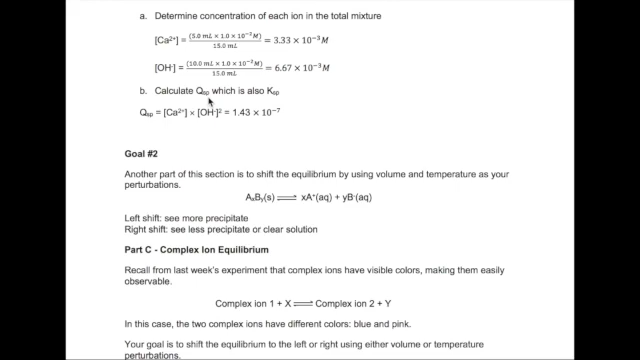 a. Determine concentration of each ion in the total mixture
[Ca²⁺] = (5.0 mL × 1.0 × 10⁻² M) / 15.0 mL = 3.33 × 10⁻³ M
[OH-] = (10.0 mL × 1.0 × 10⁻² M) / 15.0 mL = 6.67 × 10⁻³ M
b. Calculate Qsp which is also Ksp
Qsp = [Ca²⁺] × [OH-]² = 1.43 × 10⁻⁷
Goal #2
Another part of this section is to shift the equilibrium by using volume and temperature as your
perturbations.
AxBy(s) ⇌ xA⁺(aq) + yB⁻(aq)
Left shift: see more precipitate
Right shift: see less precipitate or clear solution
Part C - Complex Ion Equilibrium
Recall from last week's experiment that complex ions have visible colors, making them easily
observable.
Complex ion 1 + X ⇌ Complex ion 2 + Y
In this case, the two complex ions have different colors: blue and pink.
Your goal is to shift the equilibrium to the left or right using either volume or temperature
perturbations.